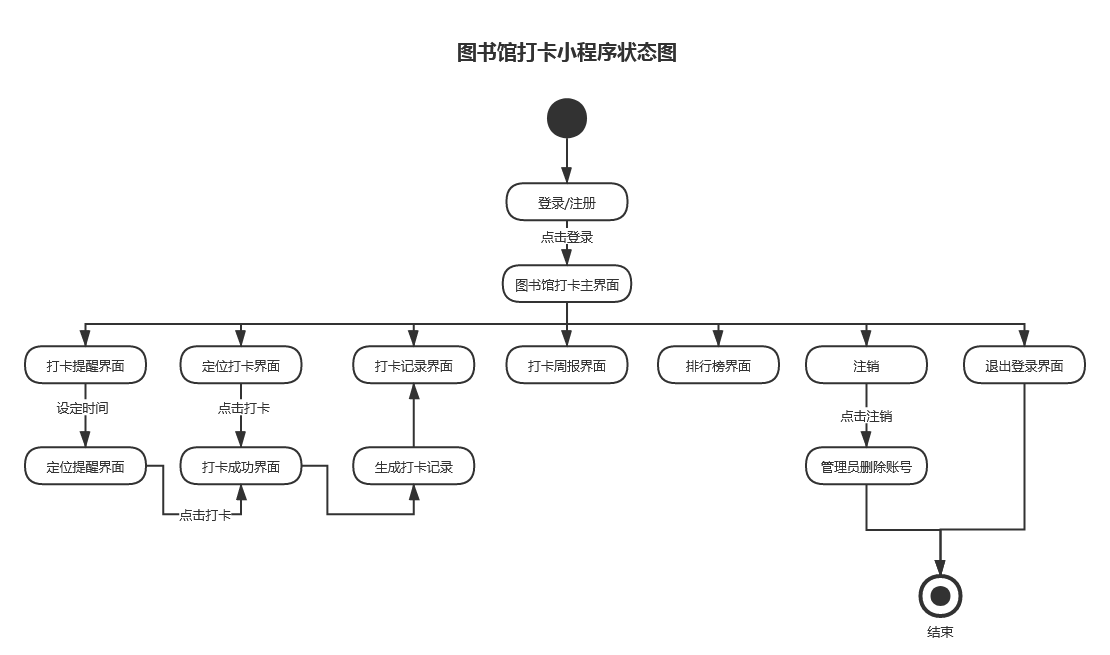 图书馆打卡小程序状态图
登录/注册
点击登录
图书馆打卡主界面
打卡提醒界面
定位打卡界面
打卡记录界面
打卡周报界面
排行榜界面
注销
退出登录界面
设定时间
点击打卡
点击注销
定位提醒界面
打卡成功界面
生成打卡记录
管理员删除账号
点击打卡
结束